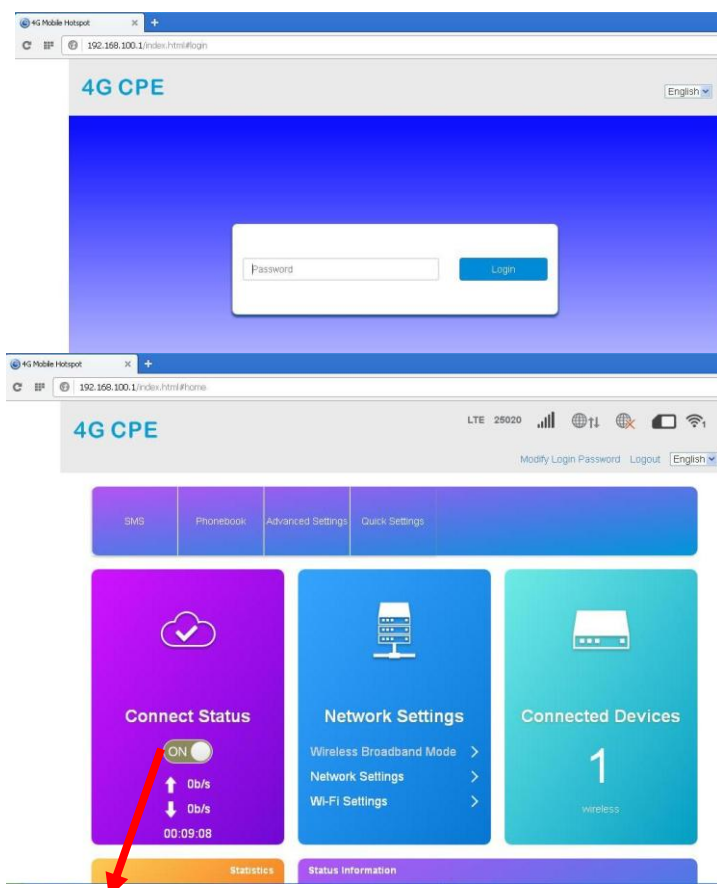 4G Mobile Hotspot
192.168.100.1/index.html#login
4G CPE
English
Password
Login
4G Mobile Hotspot
192.168.100.1/index.html#home
LTE 25020 1
4G CPE
Modify Login Password Logout English
SMS Phonebook Advanced Settings Quick Settings
Connect Status
ON
0b/s
0b/s
00:09:08
Network Settings
Wireless Broadband Mode
Network Settings
Wi-Fi Settings
Connected Devices
1
wireless
Statistics
Status Information